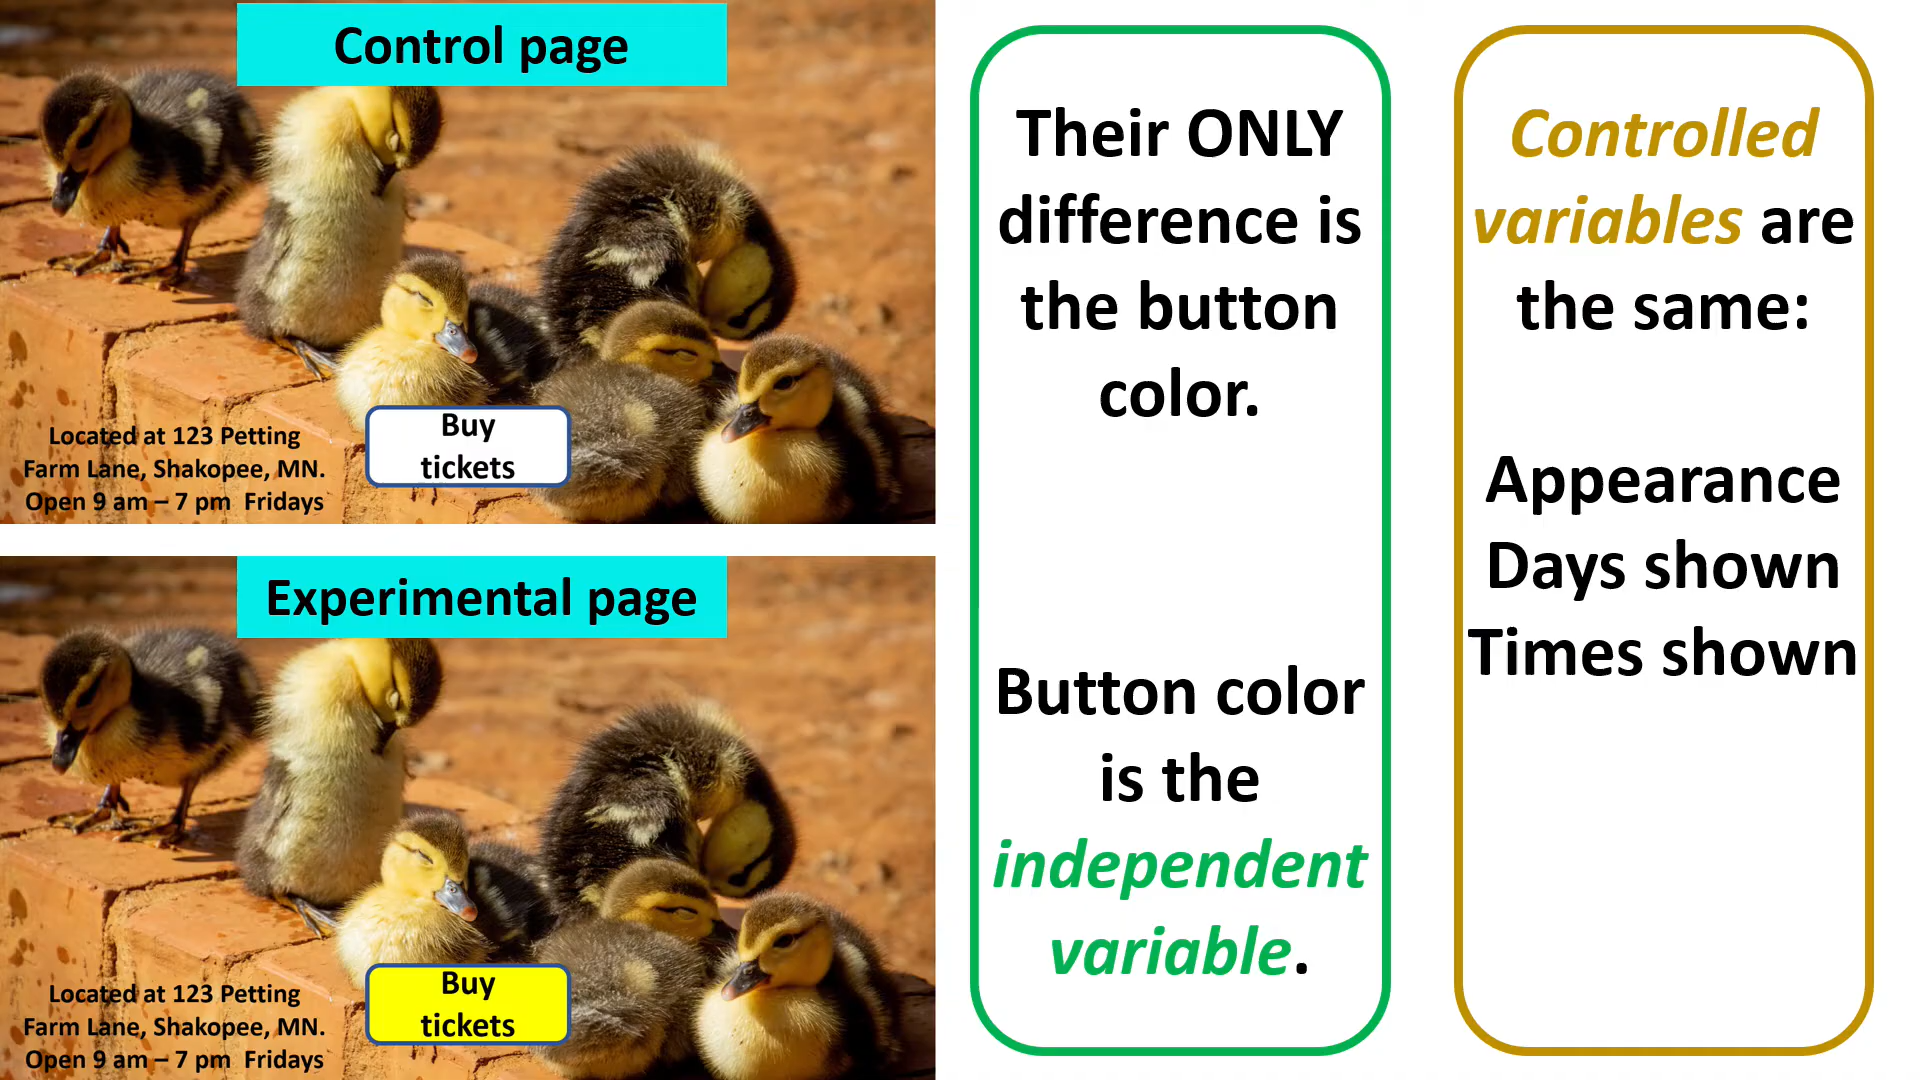 Control page
Located at 123 Petting
Farm Lane, Shakopee, MN.
Open 9 am – 7 pm  Fridays
Buy
tickets
Experimental page
Located at 123 Petting
Farm Lane, Shakopee, MN.
Open 9 am – 7 pm  Fridays
Buy
tickets
Their ONLY
difference is
the button
color.
Button color
is the
independent
variable.
Controlled
variables are
the same:
Appearance
Days shown
Times shown